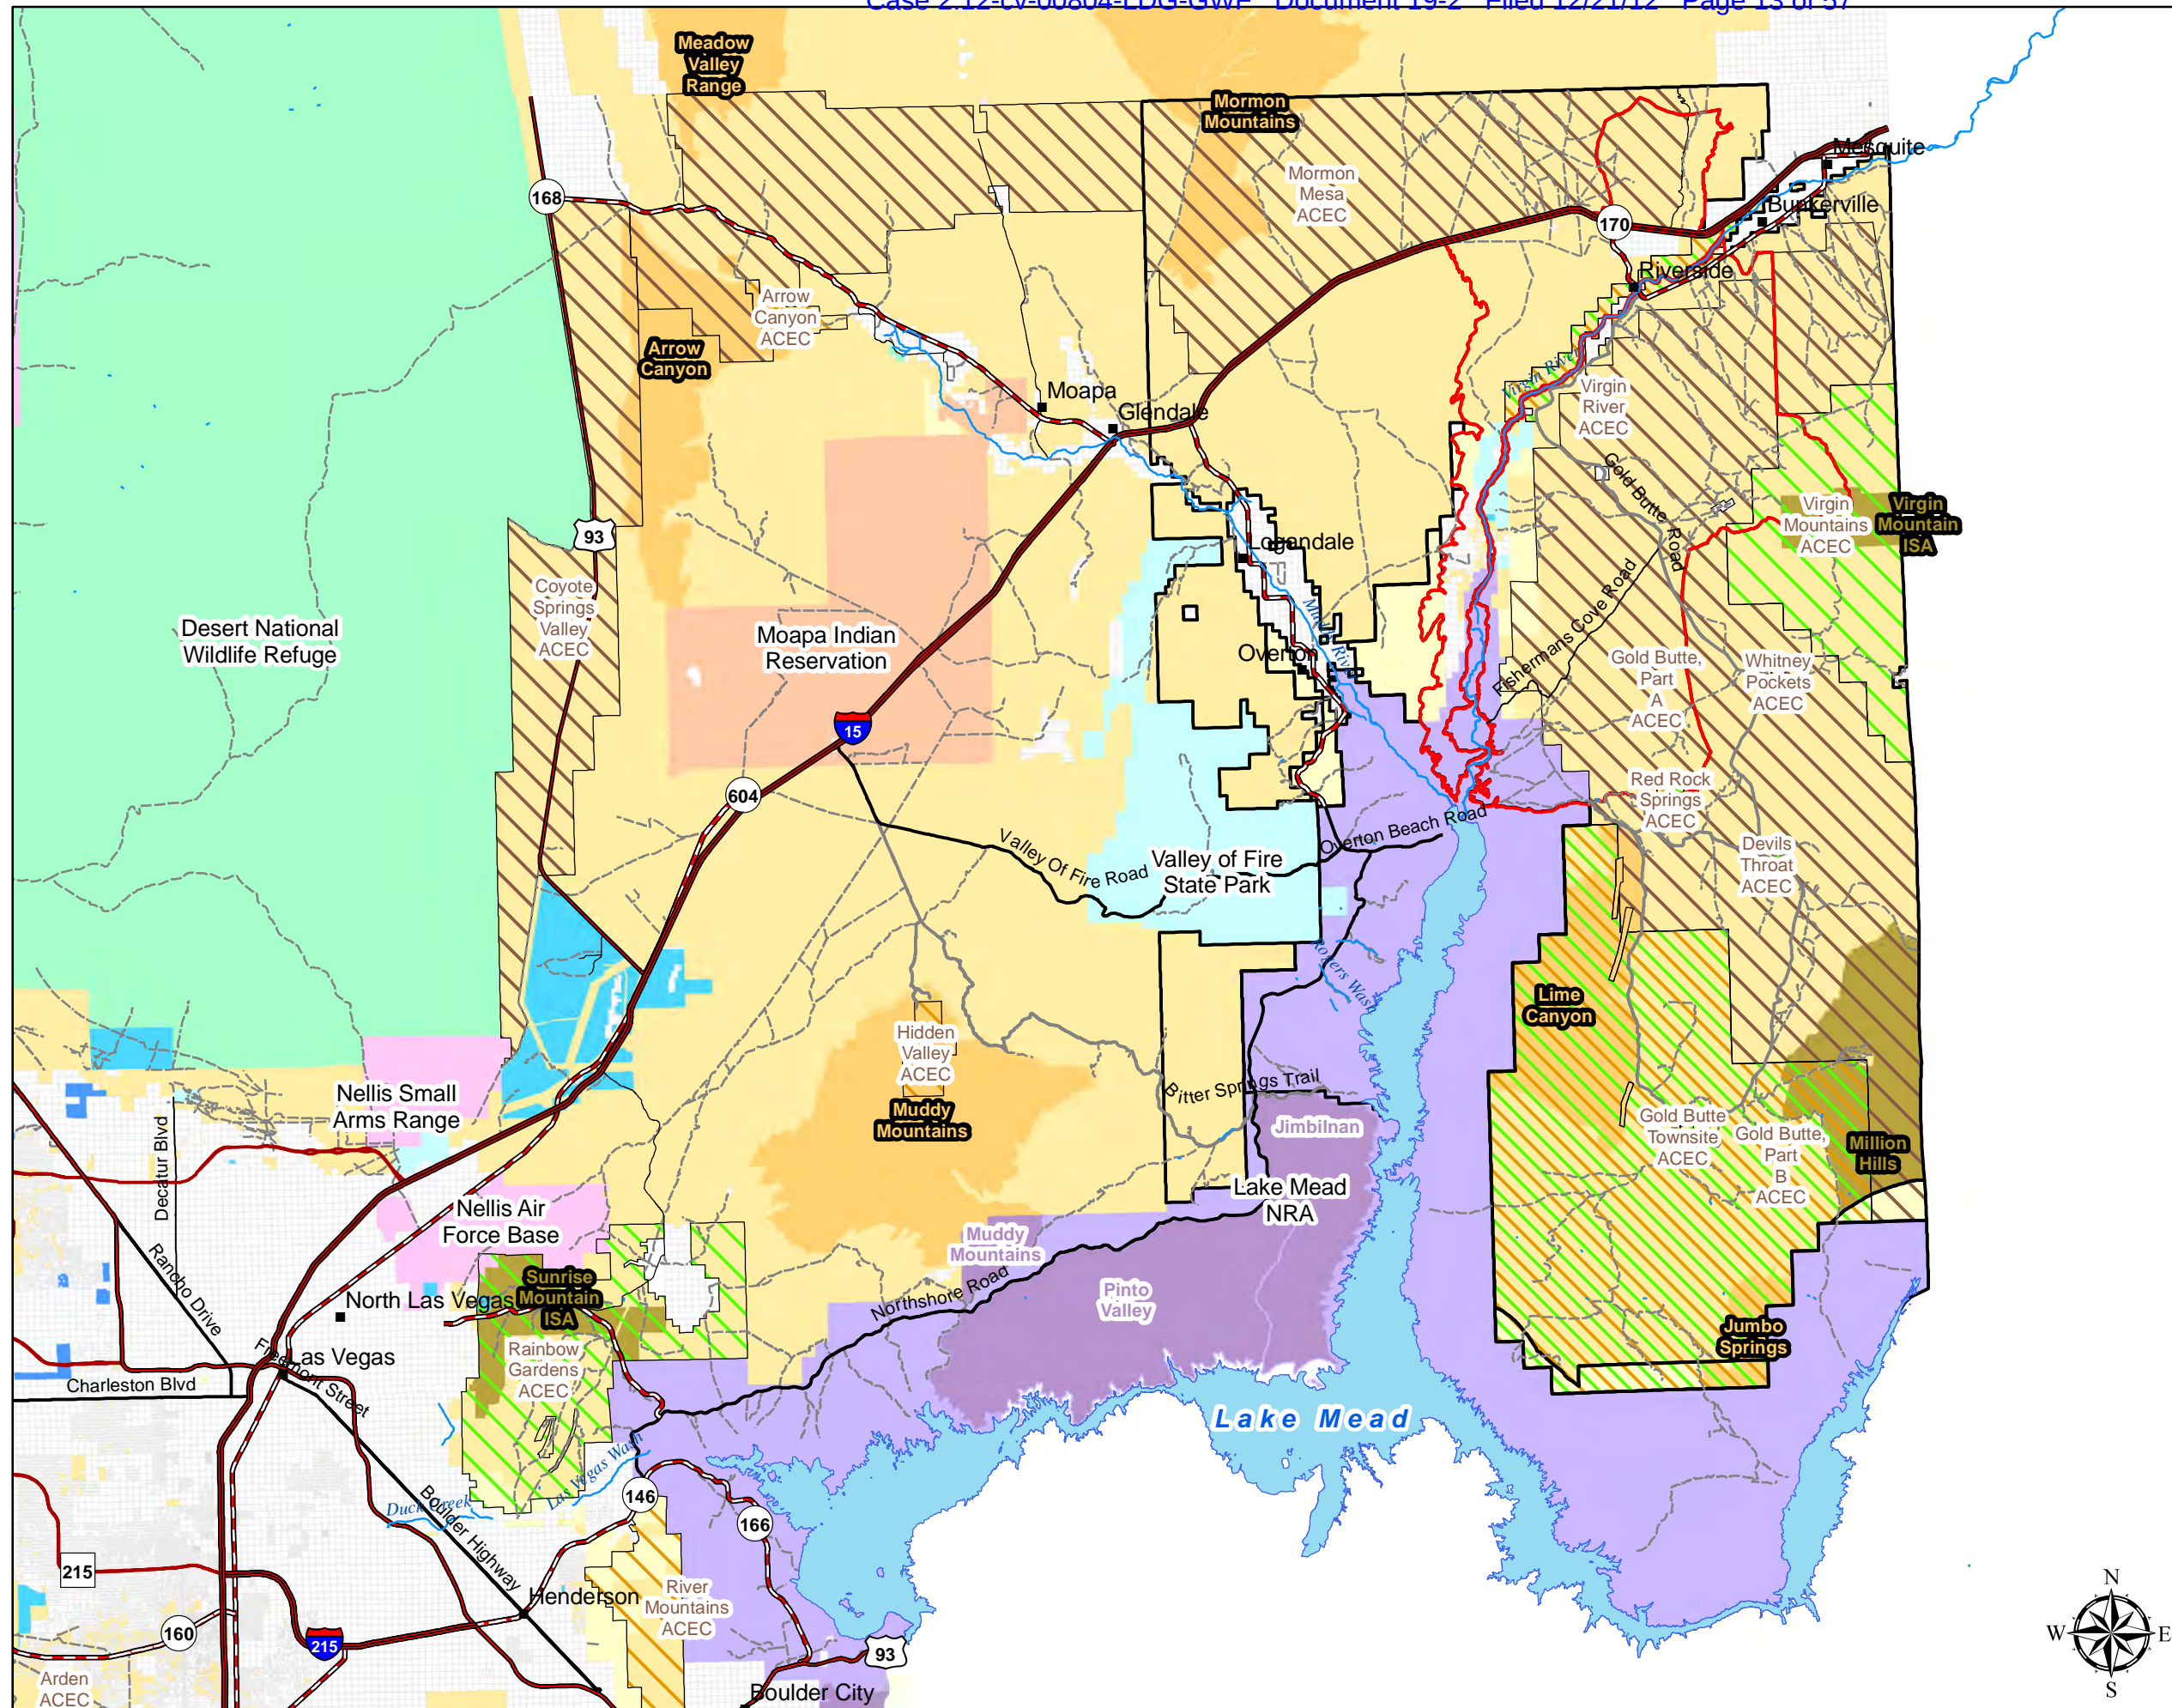 Case 2:12-cv-00804-LDG-GWF Document 19-2 Filed 12/21/12 Page 13 of 57
Meadow
Valley
Range
Mormon
Mountains
Mormon
Mesa
ACEC
Mesquite
Bunkerville
168
170
Riverside
Arrow
Canyon
ACEC
Arrow
Canyon
Moapa
Glendale
Virgin River
Virgin
River
ACEC
Gold Butte Road
93
Virgin
Mountains
ACEC
Virgin
Mountain
ISA
Logandale
Coyote
Springs
Valley
ACEC
Desert National
Wildlife Refuge
Moapa Indian
Reservation
Muddy River
Overton
Fishermans Cove Road
Gold Butte,
Part
A
ACEC
Whitney
Pockets
ACEC
15
604
Red Rock
Springs
ACEC
Overton Beach Road
Valley Of Fire Road
Valley of Fire
State Park
Devils
Throat
ACEC
Rogers Wash
Lime
Canyon
Hidden
Valley
ACEC
Muddy
Mountains
Bitter Springs Trail
Nellis Small
Arms Range
Decatur Blvd
Jimbilnan
Gold Butte
Townsite
ACEC
Gold Butte,
Part
B
ACEC
Million
Hills
Lake Mead
NRA
Nellis Air
Force Base
Muddy
Mountains
Rancho Drive
Northshore Road
Pinto
Valley
Sunrise
Mountain
ISA
North Las Vegas
Jumbo
Springs
Rainbow
Gardens
ACEC
Las Vegas
Fremont Street
Charleston Blvd
Lake Mead
Las Vegas Wash
Duck Creek
Boulder Highway
146
166
215
Henderson
River
Mountains
ACEC
160
215
93
Arden
ACEC
Boulder City
N
W
E
S